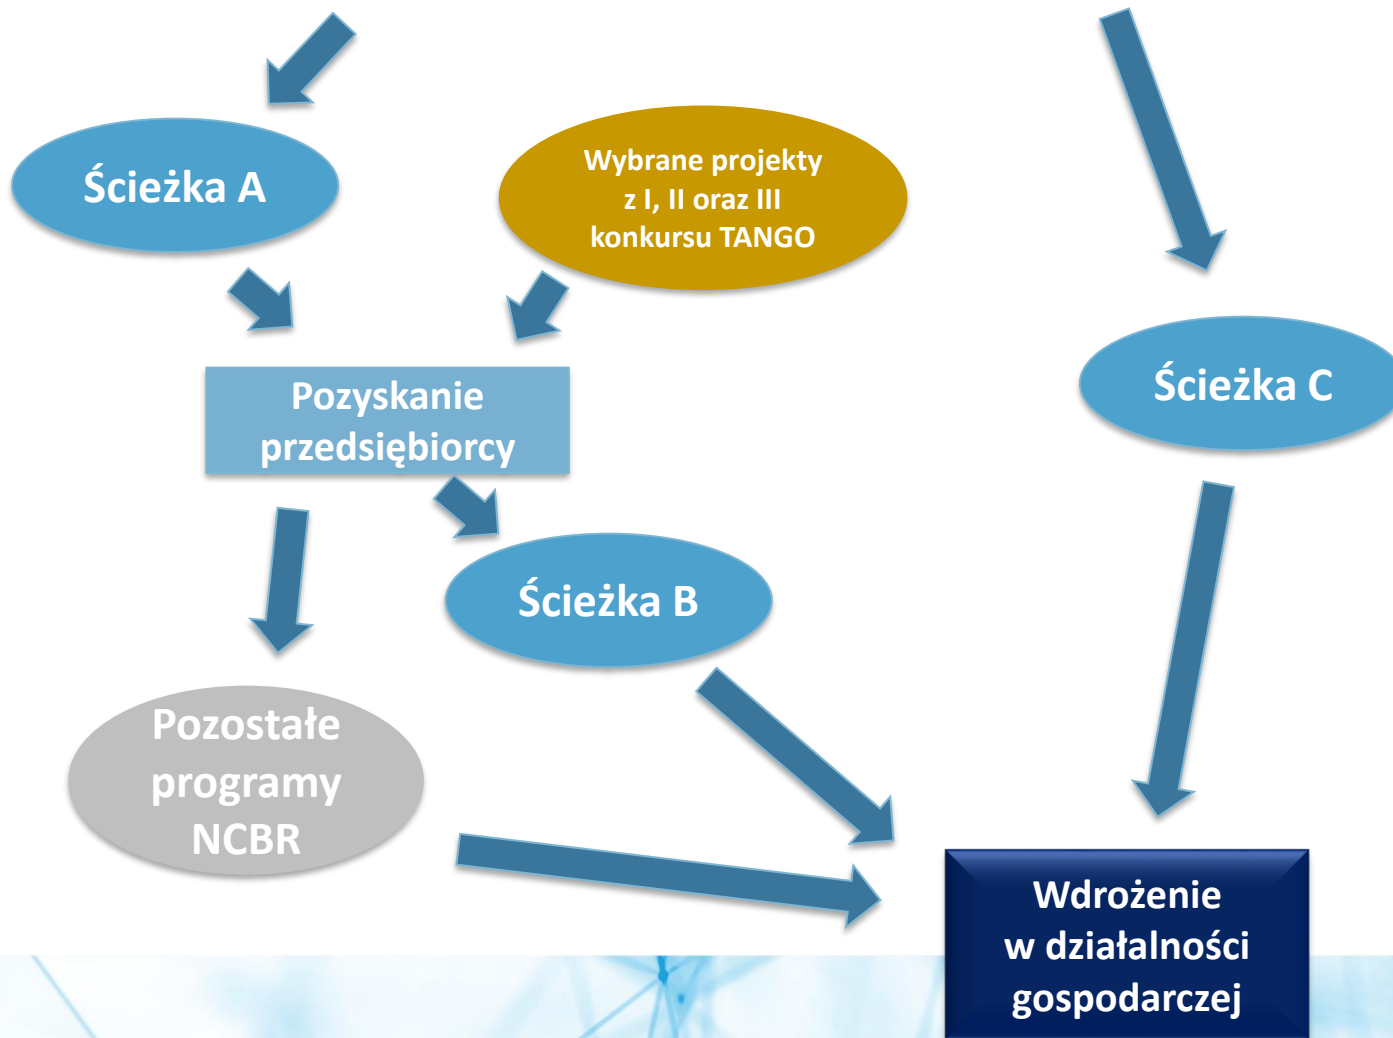 Ścieżka A
Wybrane projekty
z I, II oraz III
konkursu TANGO
Ścieżka C
Pozyskanie
przedsiębiorcy
Ścieżka B
Pozostałe
programy
NCBR
Wdrożenie
w działalności
gospodarczej